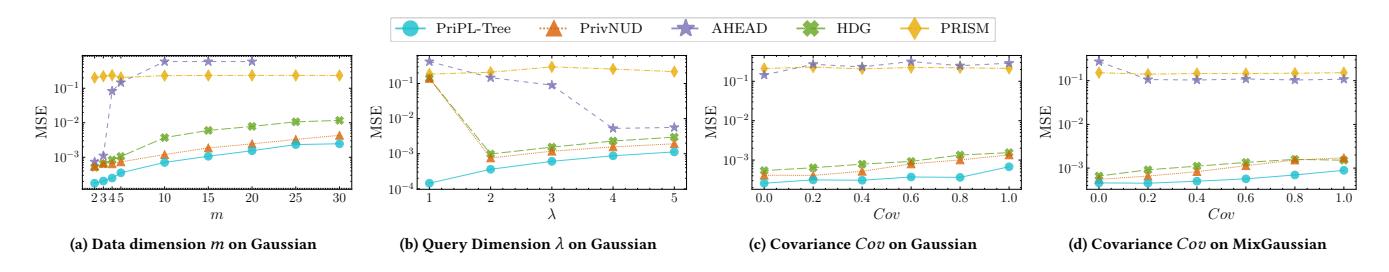 PriPL-Tree PrivNUD AHEAD HDG PRISM
MSE
10⁻¹
10⁻²
10⁻³
2 3 4 5 10 15 20 25 30
m
(a) Data dimension m on Gaussian
MSE
10⁻¹
10⁻²
10⁻³
10⁻⁴
1 2 3 4 5
λ
(b) Query Dimension λ on Gaussian
MSE
10⁻¹
10⁻²
10⁻³
0.0 0.2 0.4 0.6 0.8 1.0
Cov
(c) Covariance Cov on Gaussian
MSE
10⁻¹
10⁻²
10⁻³
0.0 0.2 0.4 0.6 0.8 1.0
Cov
(d) Covariance Cov on MixGaussian